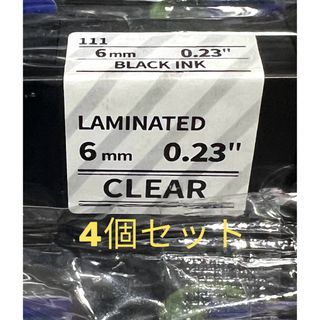 111
6 mm 0.23"
BLACK INK
LAMINATED
6 mm 0.23"
CLEAR
4個セット